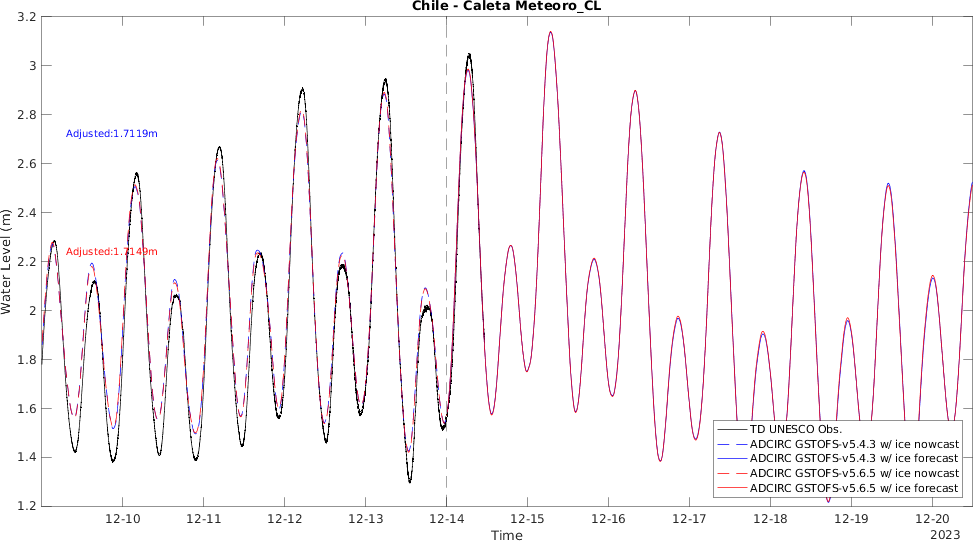 Chile - Caleta Meteoro_CL
3.2
3
2.8
2.6
2.4
2.2
2
1.8
1.6
1.4
1.2
Water Level (m)
Adjusted:1.7119m
Adjusted:1.7149m
TD UNESCO Obs.
ADCIRC GSTOFS-v5.4.3 w/ ice nowcast
ADCIRC GSTOFS-v5.4.3 w/ ice forecast
ADCIRC GSTOFS-v5.6.5 w/ ice nowcast
ADCIRC GSTOFS-v5.6.5 w/ ice forecast
12-10 12-11 12-12 12-13 12-14 12-15 12-16 12-17 12-18 12-19 12-20
2023
Time